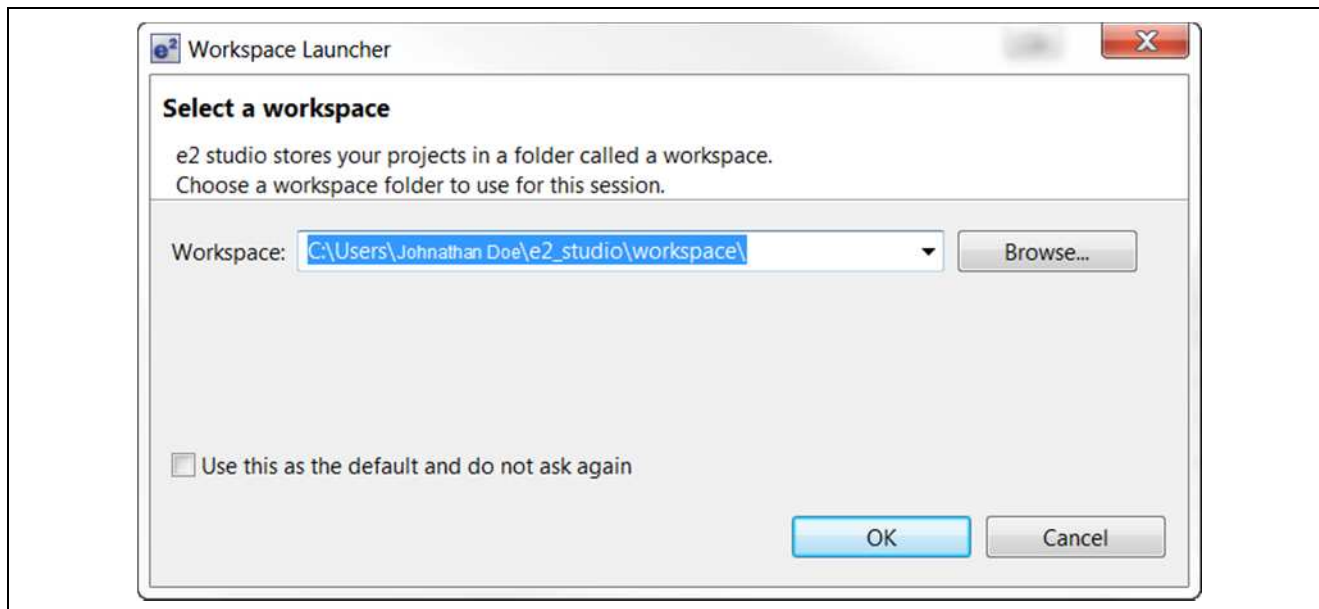 e² Workspace Launcher
Select a workspace
e2 studio stores your projects in a folder called a workspace.
Choose a workspace folder to use for this session.
Workspace: C:\Users\Johnathan Doe\e2_studio\workspace\ Browse...
Use this as the default and do not ask again
OK Cancel